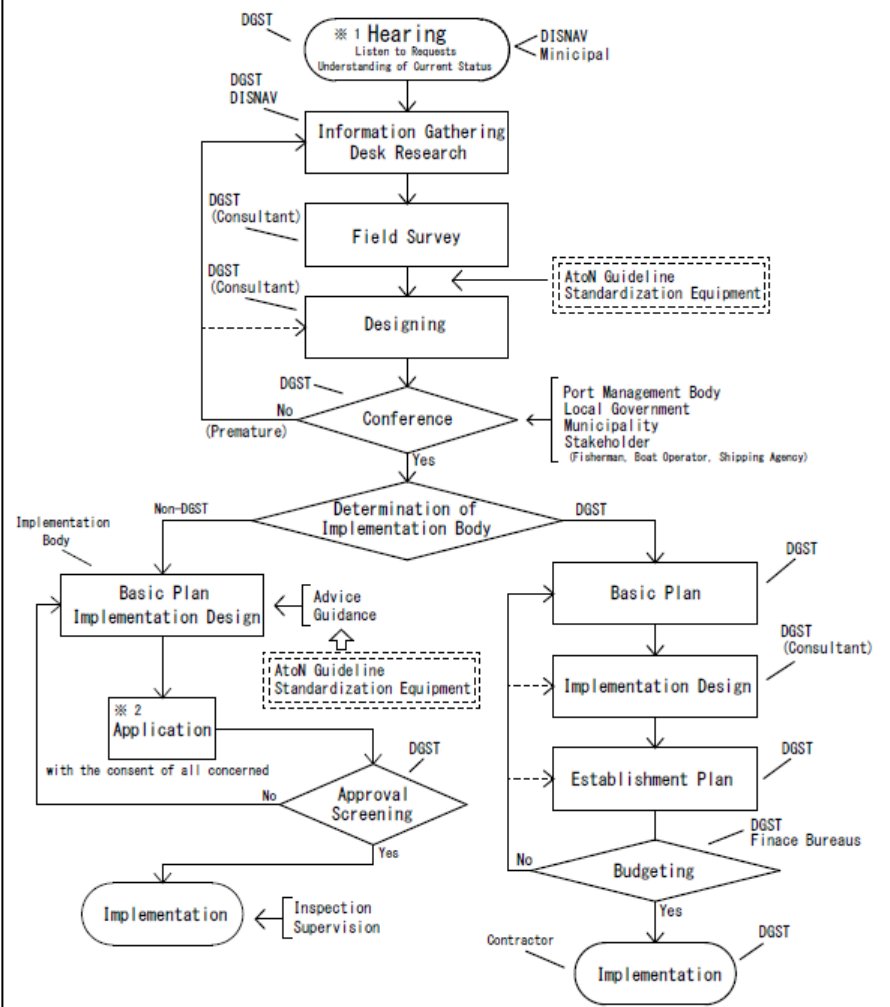 DGST
※ 1 Hearing
Listen to Requests
Understanding of Current Status
DISNAV
Minicipal
DGST
DISNAV
Information Gathering
Desk Research
DGST
(Consultant)
Field Survey
DGST
(Consultant)
AtoN Guideline
Standardization Equipment
Designing
DGST
No
(Premature)
Conference
Port Management Body
Local Government
Municipality
Stakeholder
(Fisherman, Boat Operator, Shipping Agency)
Yes
Determination of
Implementation Body
Non-DGST
DGST
Implementation
Body
Basic Plan
Implementation Design
Advice
Guidance
AtoN Guideline
Standardization Equipment
※ 2
Application
with the consent of all concerned
DGST
No
Approval
Screening
Yes
Implementation
Inspection
Supervision
DGST
Basic Plan
DGST
(Consultant)
Implementation Design
DGST
Establishment Plan
DGST
Finace Bureaus
No
Budgeting
Yes
Contractor
DGST
Implementation